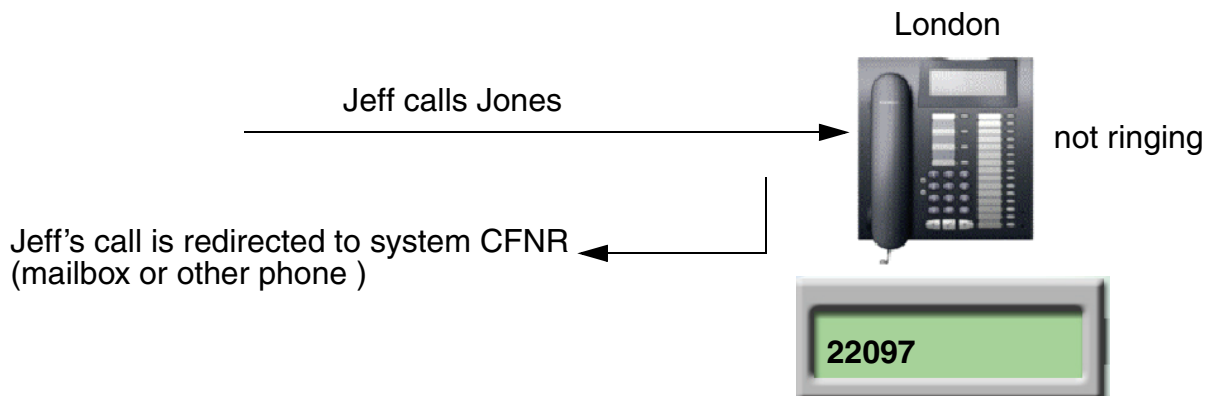 London
Jeff calls Jones
not ringing
Jeff's call is redirected to system CFNR
(mailbox or other phone )
22097